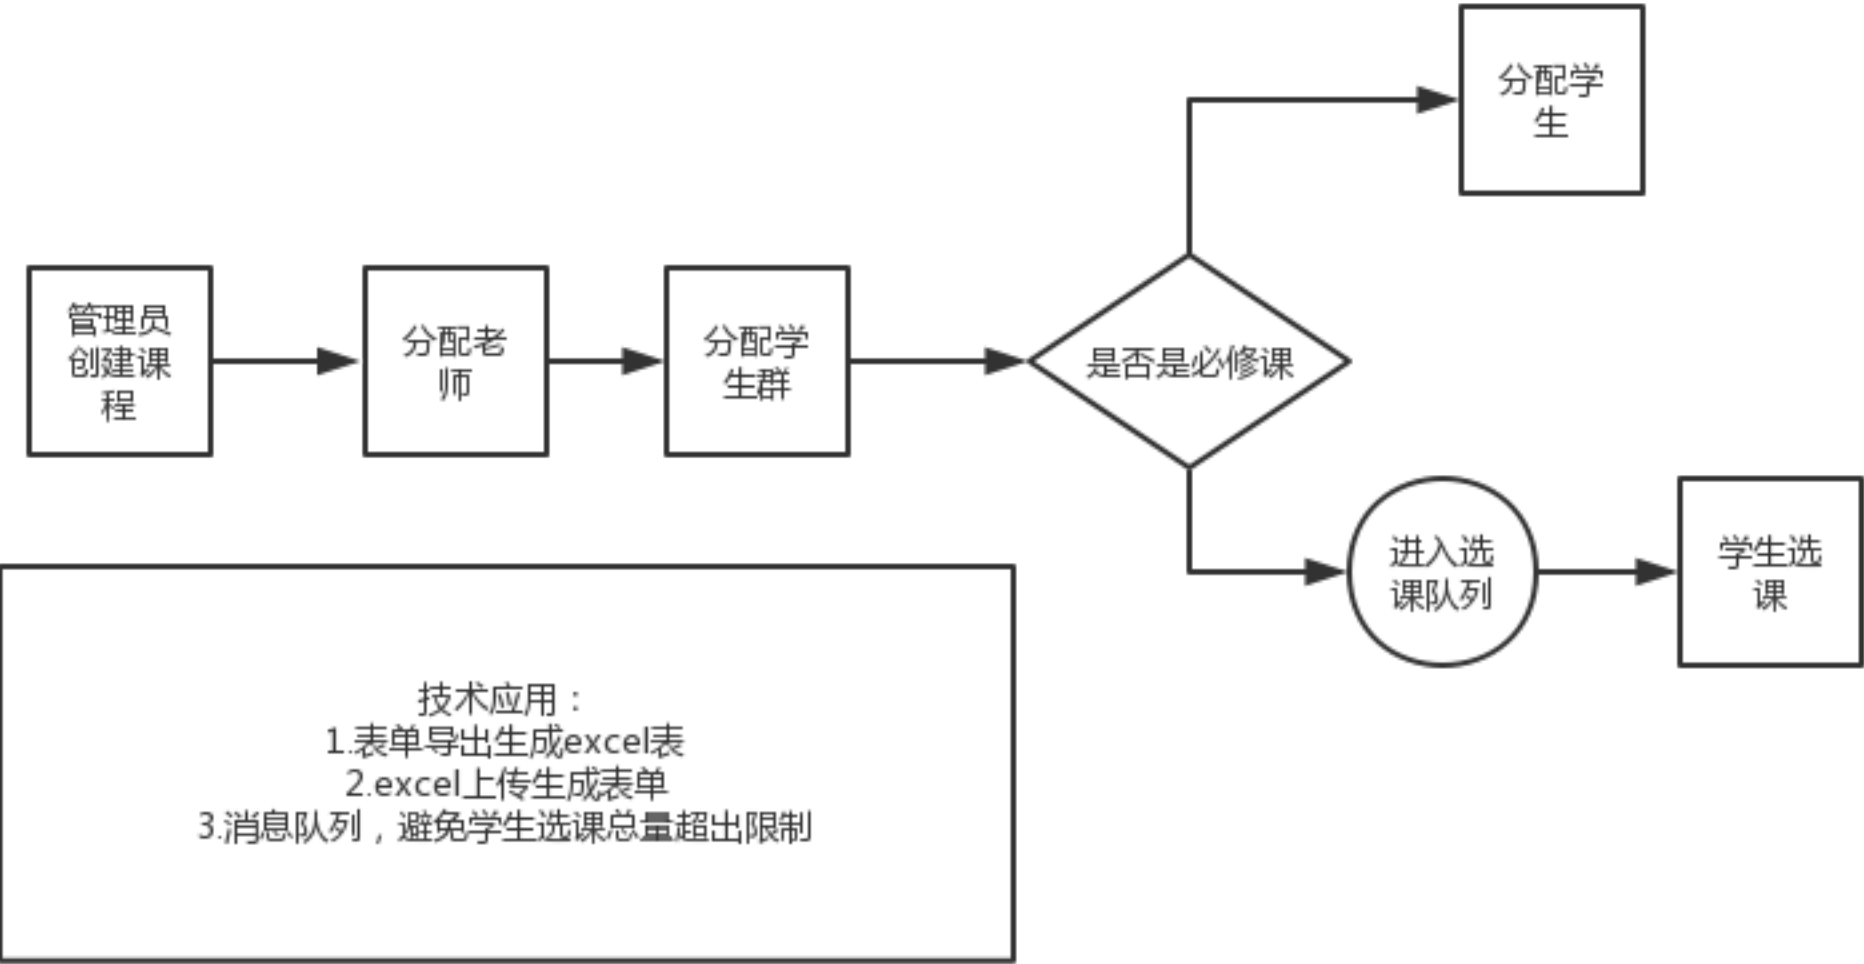 分配学
生
管理员
创建课
程
分配老
师
分配学
生群
是否是必修课
进入选
课队列
学生选
课
技术应用：
1.表单导出生成excel表
2.excel上传生成表单
3.消息队列，避免学生选课总量超出限制